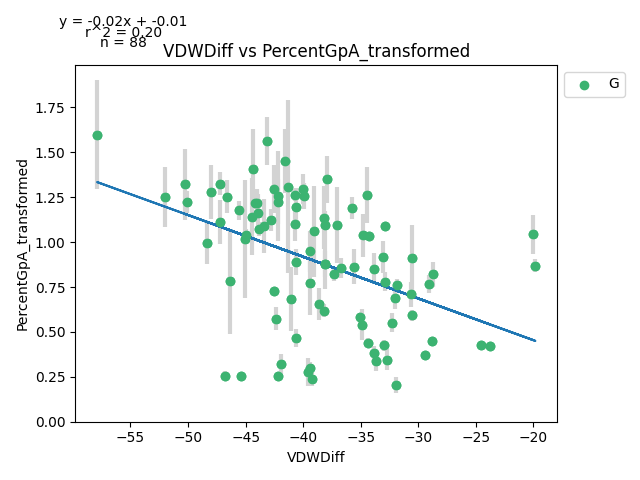 y = -0.02x + -0.01
r^2 = 0.20
n = 88
VDWDiff vs PercentGpA_transformed
G
PercentGpA_transformed
1.75
1.50
1.25
1.00
0.75
0.50
0.25
0.00
−55 −50 −45 −40 −35 −30 −25 −20
VDWDiff